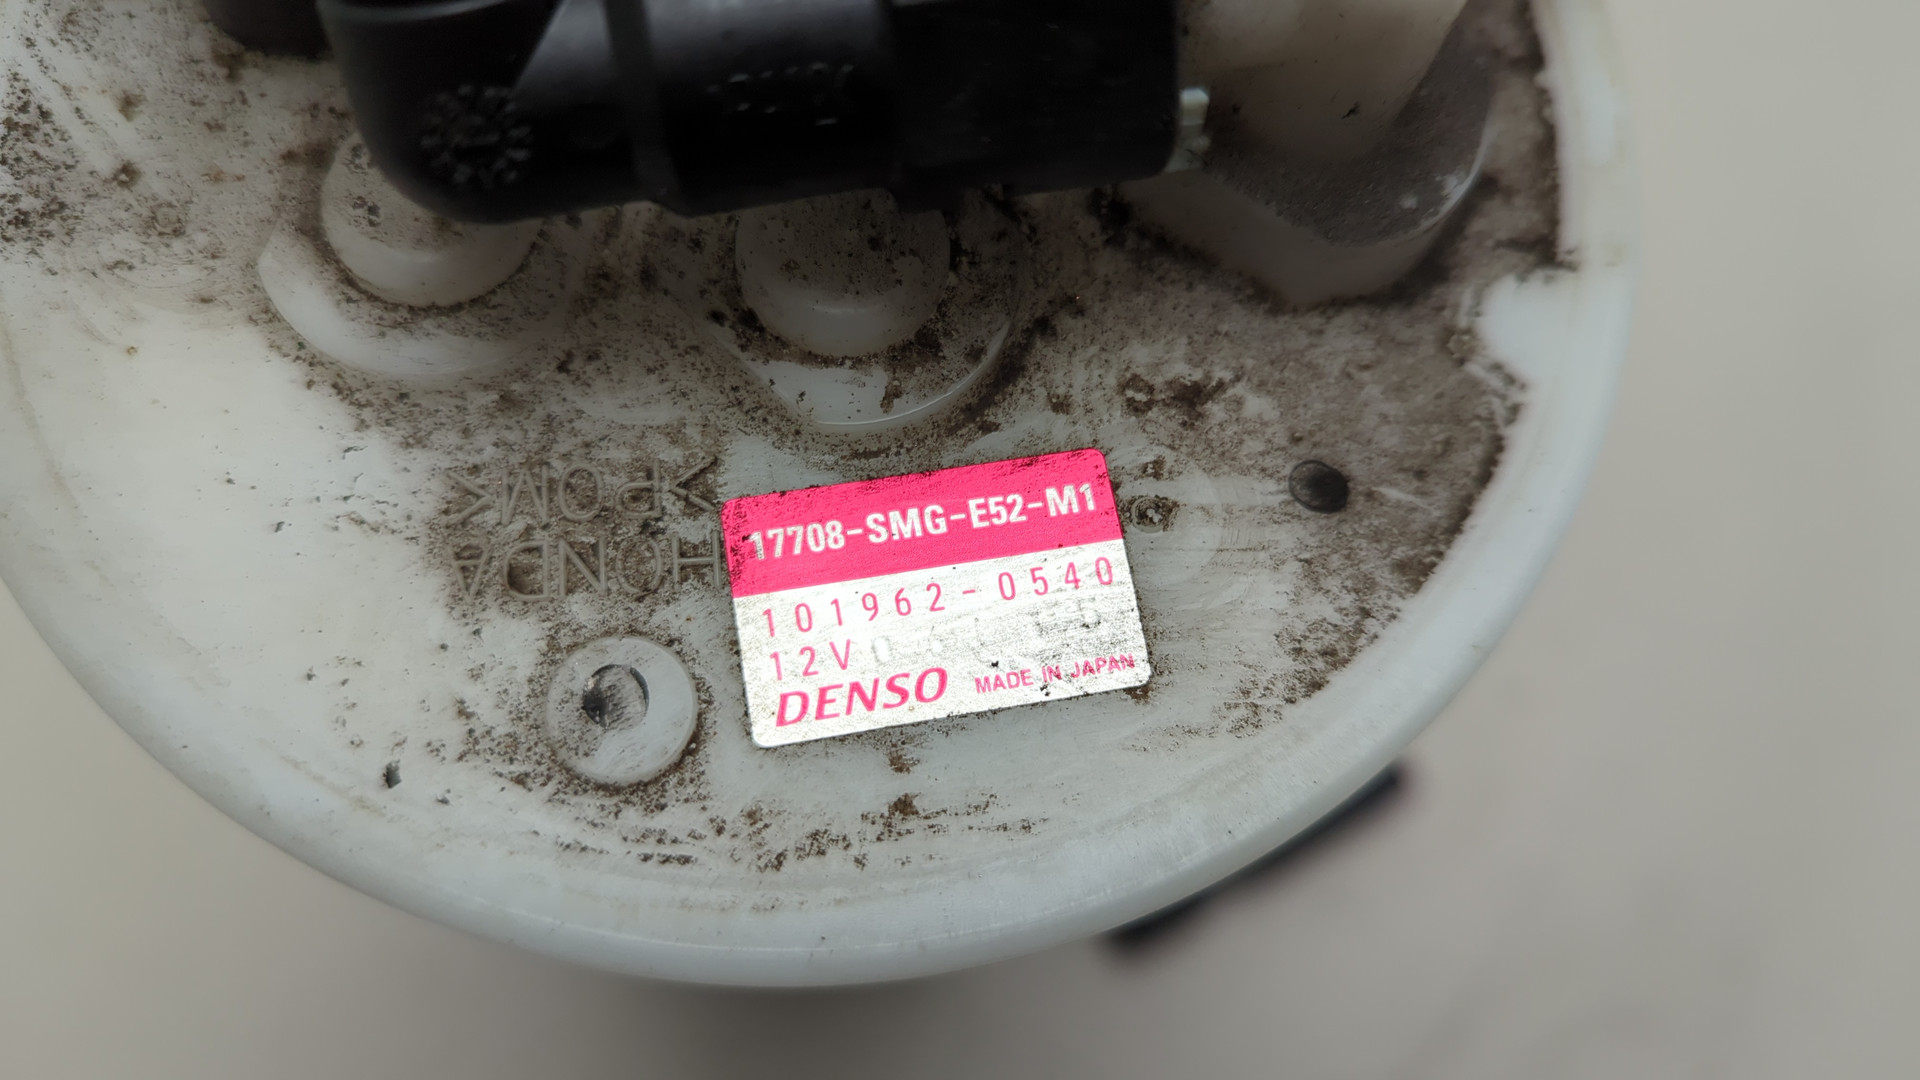 >POM<
HONDA
17708-SMG-E52-M1
101962-0540
12V
DENSO MADE IN JAPAN